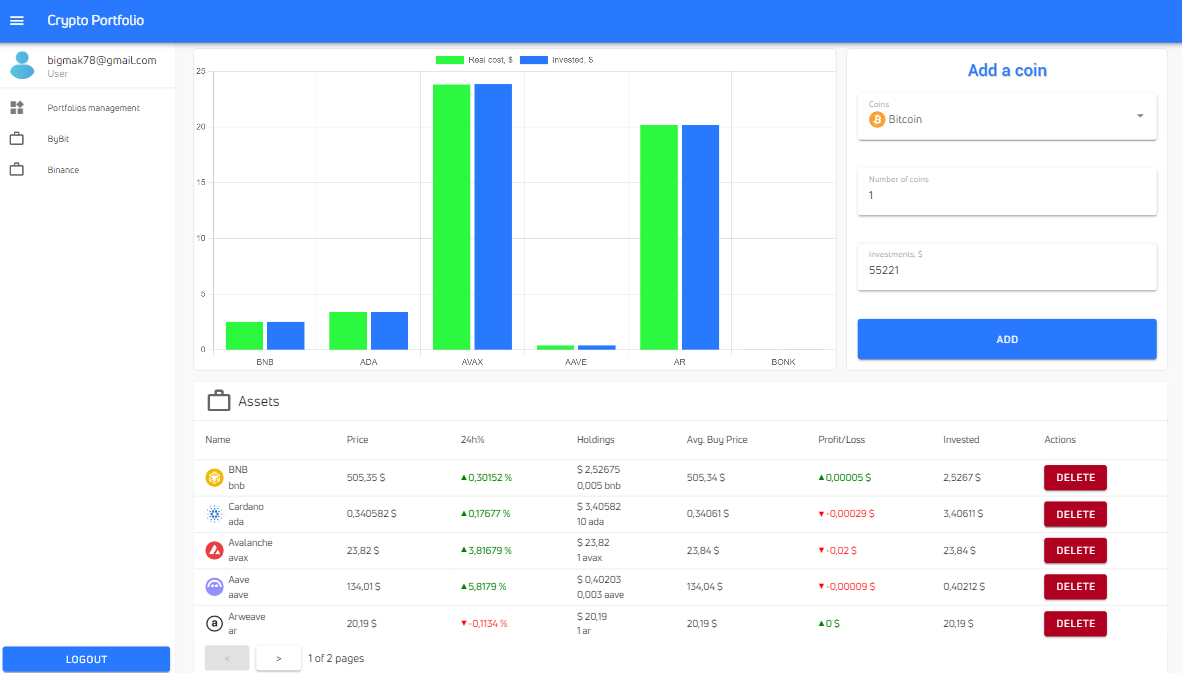 Crypto Portfolio
bigmak78@gmail.com
User
Portfolios management
ByBit
Binance
LOGOUT
Real cost, $ Invested, $
25
20
15
10
5
0
BNB ADA AVAX AAVE AR BONK
Add a coin
Coins
Bitcoin
Number of coins
1
Investments, $
55221
ADD
Assets
Name Price 24h% Holdings Avg. Buy Price Profit/Loss Invested Actions
BNB
bnb
505,35 $ ▲0,30152 % $ 2,52675
0,005 bnb
505,34 $ ▲0,00005 $ 2,5267 $ DELETE
Cardano
ada
0,340582 $ ▲0,17677 % $ 3,40582
10 ada
0,34061 $ ▼-0,00029 $ 3,40611 $ DELETE
Avalanche
avax
23,82 $ ▲3,81679 % $ 23,82
1 avax
23,84 $ ▼-0,02 $ 23,84 $ DELETE
Aave
aave
134,01 $ ▲5,8179 % $ 0,40203
0,003 aave
134,04 $ ▼-0,00009 $ 0,40212 $ DELETE
Arweave
ar
20,19 $ ▼-0,1134 % $ 20,19
1 ar
20,19 $ ▲0 $ 20,19 $ DELETE
< > 1 of 2 pages